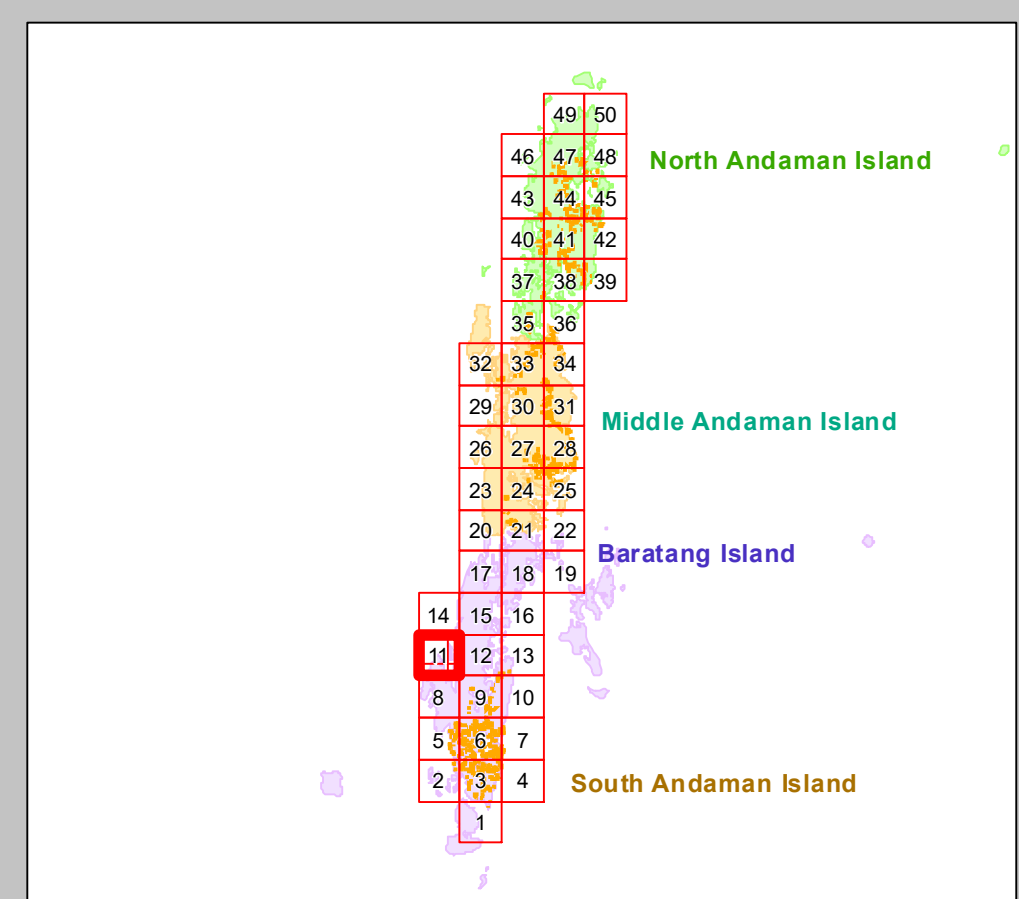 49 50
46 47 48
North Andaman Island
43 44 45
40 41 42
37 38 39
35 36
32 33 34
29 30 31
Middle Andaman Island
26 27 28
23 24 25
20 21 22
Baratang Island
17 18 19
14 15 16
11 12 13
8 9 10
5 6 7
2 3 4
South Andaman Island
1